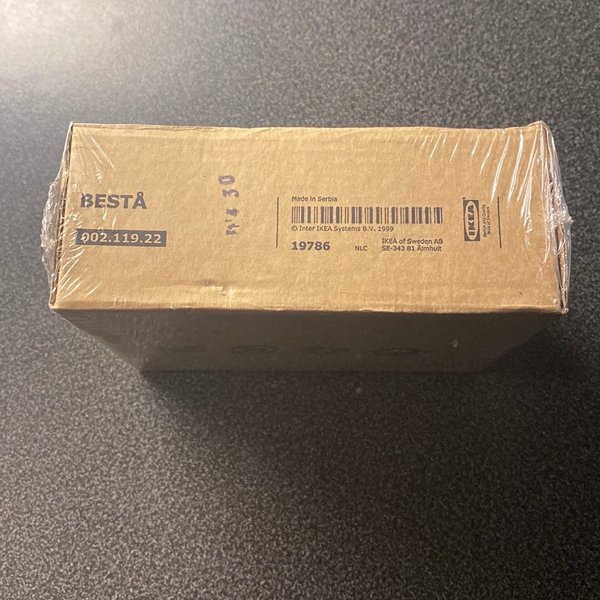 BESTÅ
002.119.22
Made in Serbia
© Inter IKEA Systems B.V. 1999
19786
NLC
IKEA of Sweden AB
SE-343 81 Älmhult
IKEA